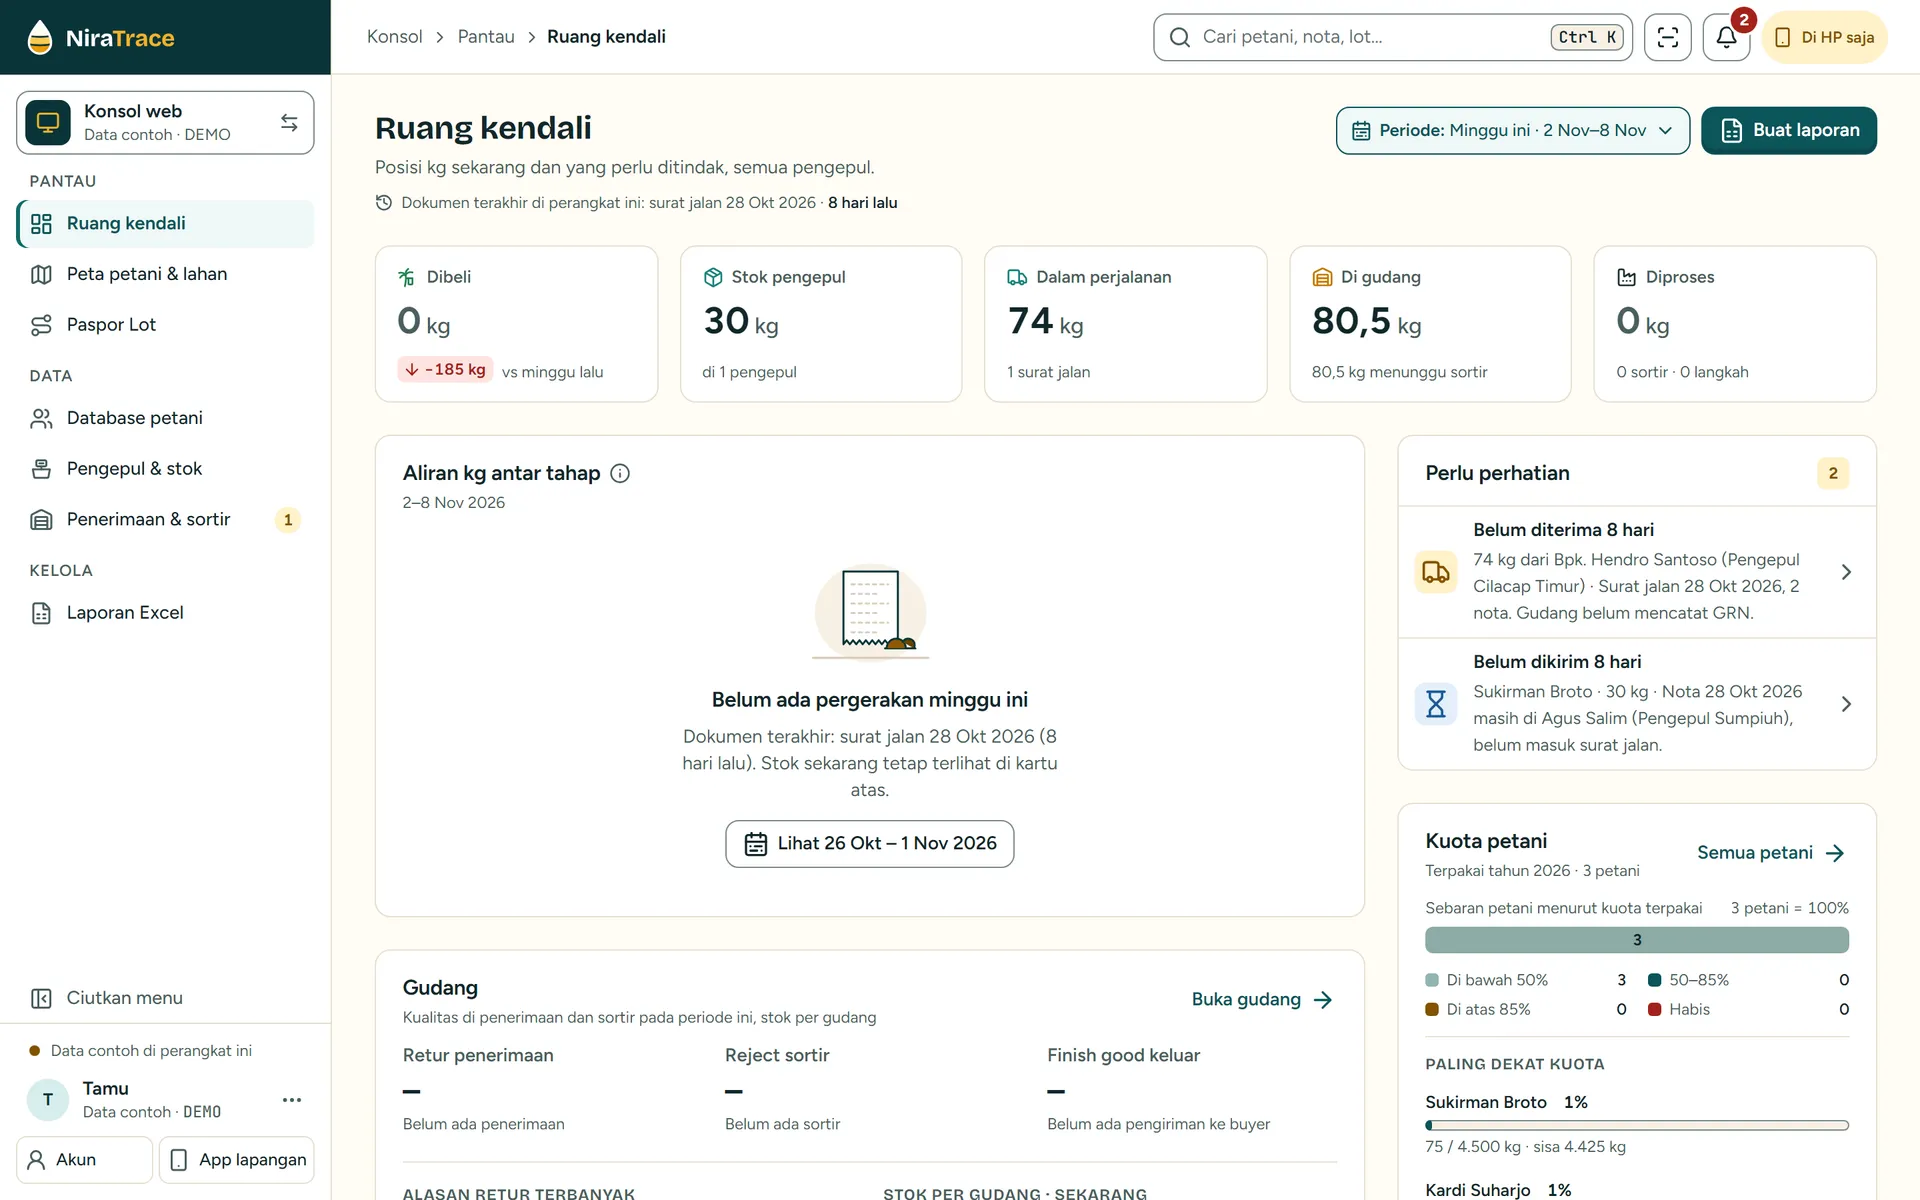 NiraTrace
Konsol web
Data contoh · DEMO
PANTAU
Ruang kendali
Peta petani & lahan
Paspor Lot
DATA
Database petani
Pengepul & stok
Penerimaan & sortir
1
KELOLA
Laporan Excel
Ciutkan menu
Data contoh di perangkat ini
T
Tamu
Data contoh · DEMO
Akun
App lapangan
Konsol > Pantau > Ruang kendali
Cari petani, nota, lot...
Ctrl K
2
Di HP saja
Ruang kendali
Posisi kg sekarang dan yang perlu ditindak, semua pengepul.
Dokumen terakhir di perangkat ini: surat jalan 28 Okt 2026 · 8 hari lalu
Periode: Minggu ini · 2 Nov–8 Nov
Buat laporan
Dibeli
0 kg
-185 kg vs minggu lalu
Stok pengepul
30 kg
di 1 pengepul
Dalam perjalanan
74 kg
1 surat jalan
Di gudang
80,5 kg
80,5 kg menunggu sortir
Diproses
0 kg
0 sortir · 0 langkah
Aliran kg antar tahap
2–8 Nov 2026
Belum ada pergerakan minggu ini
Dokumen terakhir: surat jalan 28 Okt 2026 (8
hari lalu). Stok sekarang tetap terlihat di kartu
atas.
Lihat 26 Okt – 1 Nov 2026
Perlu perhatian
2
Belum diterima 8 hari
74 kg dari Bpk. Hendro Santoso (Pengepul
Cilacap Timur) · Surat jalan 28 Okt 2026, 2
nota. Gudang belum mencatat GRN.
Belum dikirim 8 hari
Sukirman Broto · 30 kg · Nota 28 Okt 2026
masih di Agus Salim (Pengepul Sumpiuh),
belum masuk surat jalan.
Gudang
Kualitas di penerimaan dan sortir pada periode ini, stok per gudang
Buka gudang
Retur penerimaan
–
Belum ada penerimaan
Reject sortir
–
Belum ada sortir
Finish good keluar
–
Belum ada pengiriman ke buyer
ALASAN RETUR TERBANYAK
STOK PER GUDANG · SEKARANG
Kuota petani
Terpakai tahun 2026 · 3 petani
Semua petani
Sebaran petani menurut kuota terpakai
3 petani = 100%
3
Di bawah 50% 3
50–85% 0
Di atas 85% 0
Habis 0
PALING DEKAT KUOTA
Sukirman Broto 1%
75 / 4.500 kg · sisa 4.425 kg
Kardi Suharjo 1%